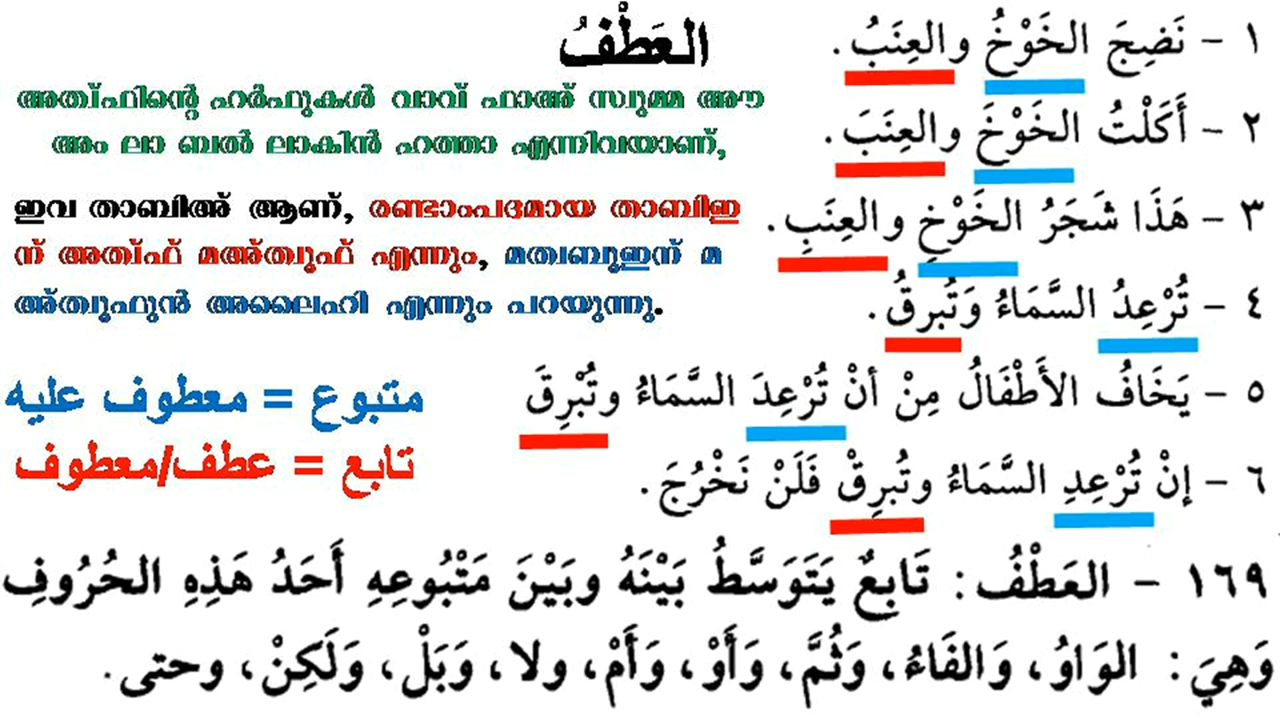 العَطْفُ
അത്വ്ഫിന്റെ ഹർഫുകൾ വാവ് ഫാഅ് സ്വുമ്മ അൗ
അം ലാ ബൽ ലാകിൻ ഹത്താ എന്നിവയാണ്,
ഇവ താബിഅ് ആണ്, രണ്ടാംപദമായ താബിഇ
ന് അത്വ്ഫ് മഅ്ത്വൂഫ് എന്നും, മത്വബൂഇന് മ
അ്ത്വൂഫുൻ അലൈഹി എന്നും പറയുന്നു.
متبوع = معطوف عليه
تابع = عطف/معطوف
١ - نَضِجَ الخَوْخُ والعِنَبُ.
٢ - أَكَلْتُ الخَوْخَ والعِنَبَ.
٣ - هَذَا شَجَرُ الخَوْخِ والعِنَبِ.
٤ - تُرْعِدُ السَّمَاءُ وَتُبرِقُ.
٥ - يَخَافُ الأَطْفَالُ مِنْ أنْ تُرْعِدَ السَّمَاءُ وتُبْرِقَ
٦ - إنْ تُرْعِدِ السَّمَاءُ وتُبرِقْ فَلَنْ نَخْرُجَ.
١٦٩ - العَطْفُ: تَابِعٌ يَتَوَسَّطُ بَيْنَهُ وبَيْنَ مَتْبُوعِهِ أَحَدُ هَذِهِ الحُرُوفِ
وَهِيَ: الوَاوُ، وَالفَاءُ، وَثُمَّ، وَأَوْ، وَأَمْ، ولا، وَبَلْ، وَلَكِنْ، وحتى.